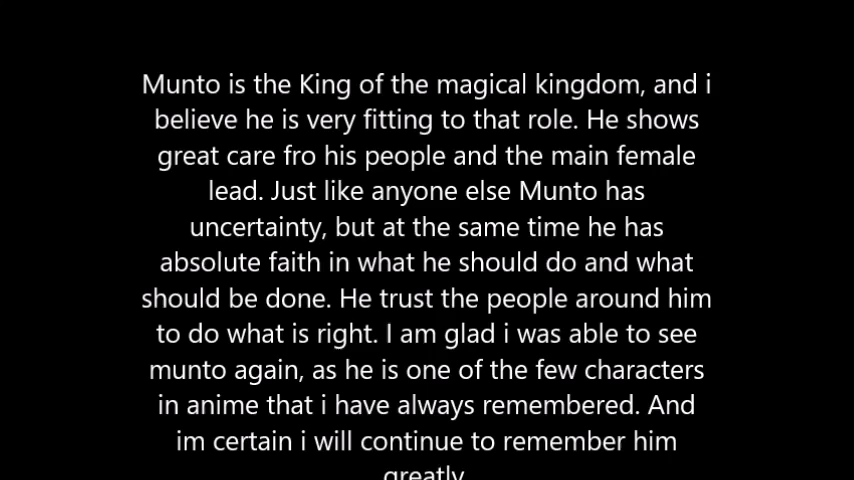 Munto is the King of the magical kingdom, and i
believe he is very fitting to that role. He shows
great care fro his people and the main female
lead. Just like anyone else Munto has
uncertainty, but at the same time he has
absolute faith in what he should do and what
should be done. He trust the people around him
to do what is right. I am glad i was able to see
munto again, as he is one of the few characters
in anime that i have always remembered. And
im certain i will continue to remember him
greatly